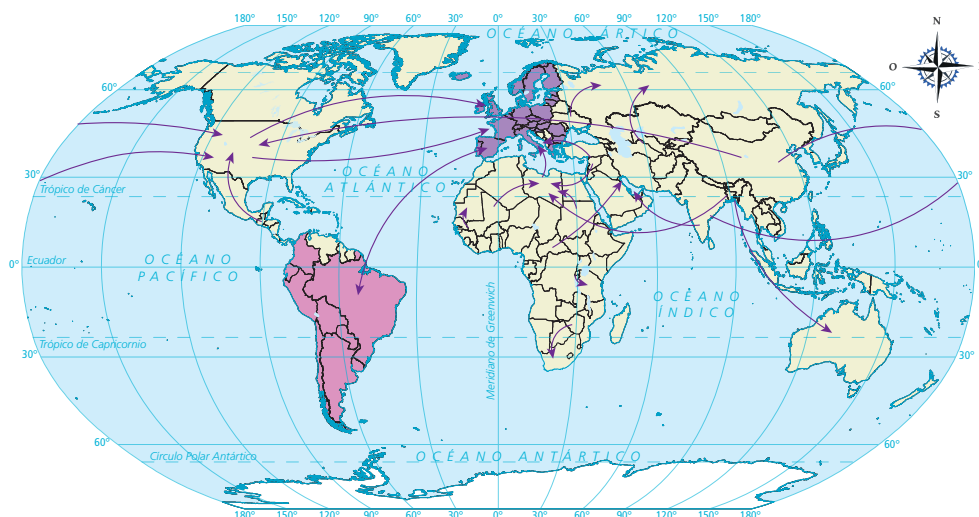 180° 150° 120° 90° 60° 30° 0° 30° 60° 90° 120° 150° 180°
OCÉANO ÁRTICO
N
O
S
60° 60°
OCÉANO
ATLÁNTICO
30° 30°
Trópico de Cáncer
OCÉANO
PACÍFICO
Ecuador
0° 0°
OCÉANO
ÍNDICO
Meridiano de Greenwich
Trópico de Capricornio
30° 30°
60° 60°
Círculo Polar Antártico
OCÉANO ANTÁRTICO
180° 150° 120° 90° 60° 30° 0° 30° 60° 90° 120° 150° 180°